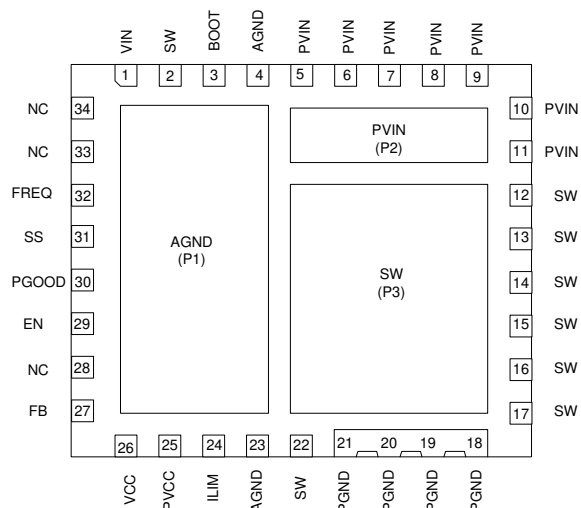 VIN SW BOOT AGND PVIN PVIN PVIN PVIN PVIN
1 2 3 4 5 6 7 8 9
NC 34 10 PVIN
PVIN
(P2)
NC 33 11 PVIN
FREQ 32 12 SW
SS 31 13 SW
AGND
(P1)
SW
(P3)
PGOOD 30 14 SW
EN 29 15 SW
NC 28 16 SW
FB 27 17 SW
26 25 24 23 22 21 20 19 18
VCC PVCC ILIM AGND SW PGND PGND PGND PGND